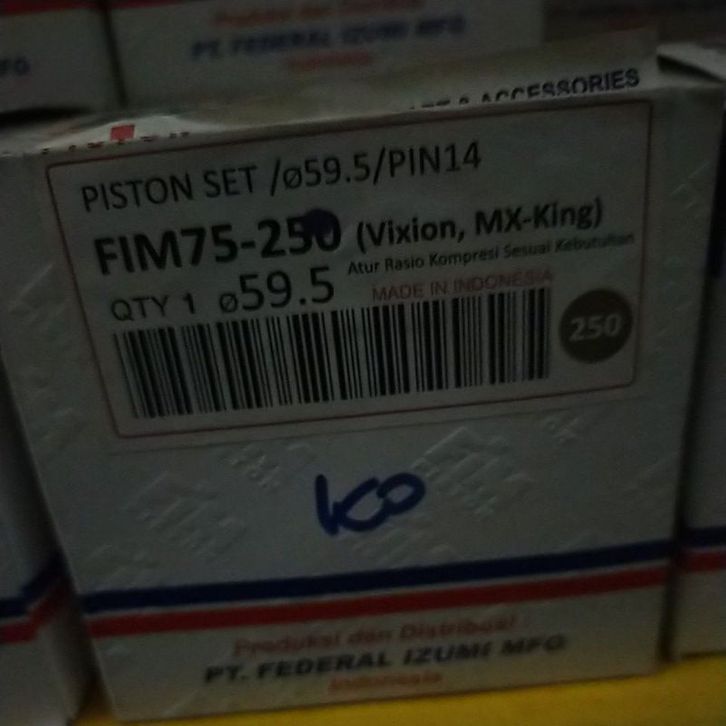 PT. FEDERAL IZUMI MFG
FG
& ACCESSORIES
PISTON SET /ø59.5/PIN14
FIM75-250 (Vixion, MX-King)
Atur Rasio Kompresi Sesuai Kebutuhan
QTY 1 ø59.5 MADE IN INDONESIA
250
Produksi dan Distribusi :
PT. FEDERAL IZUMI MFG
Indonesia